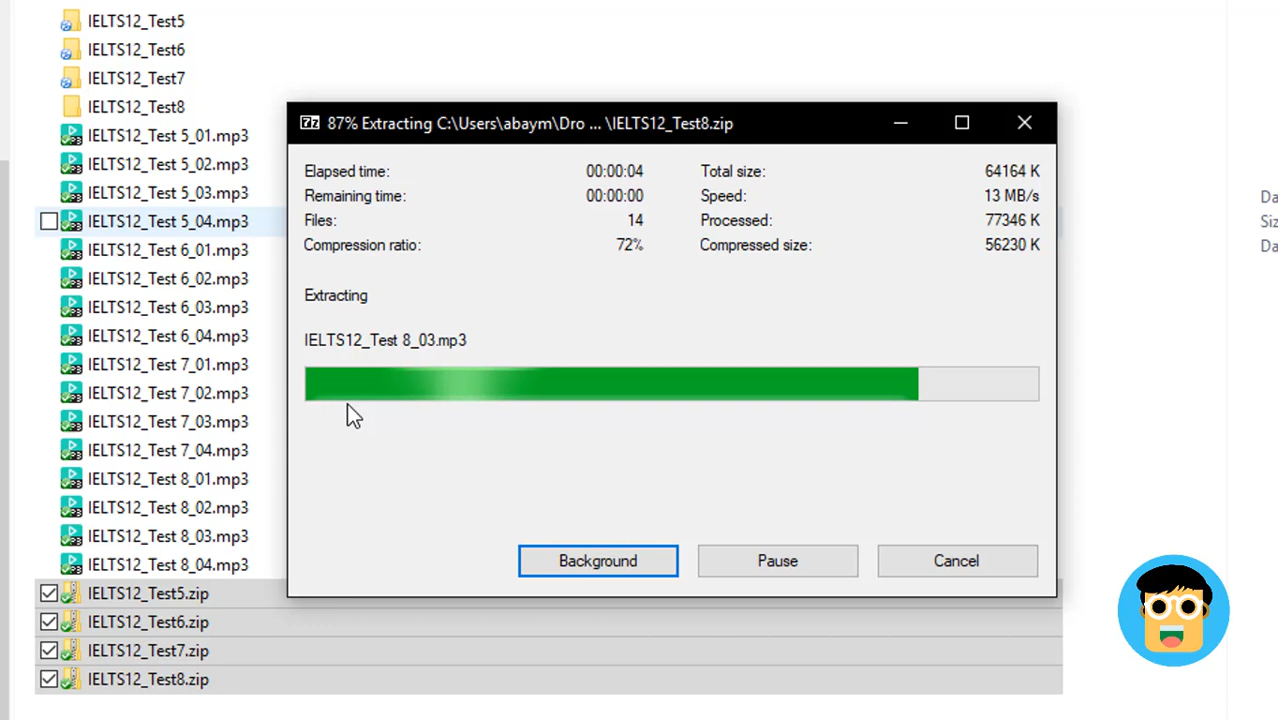 IELTS12_Test5
IELTS12_Test6
IELTS12_Test7
IELTS12_Test8
IELTS12_Test 5_01.mp3
IELTS12_Test 5_02.mp3
IELTS12_Test 5_03.mp3
IELTS12_Test 5_04.mp3
IELTS12_Test 6_01.mp3
IELTS12_Test 6_02.mp3
IELTS12_Test 6_03.mp3
IELTS12_Test 6_04.mp3
IELTS12_Test 7_01.mp3
IELTS12_Test 7_02.mp3
IELTS12_Test 7_03.mp3
IELTS12_Test 7_04.mp3
IELTS12_Test 8_01.mp3
IELTS12_Test 8_02.mp3
IELTS12_Test 8_03.mp3
IELTS12_Test 8_04.mp3
IELTS12_Test5.zip
IELTS12_Test6.zip
IELTS12_Test7.zip
IELTS12_Test8.zip
7z 87% Extracting C:\Users\abaym\Dro ... \IELTS12_Test8.zip
Elapsed time: 00:00:04 Total size: 64164 K
Remaining time: 00:00:00 Speed: 13 MB/s
Files: 14 Processed: 77346 K
Compression ratio: 72% Compressed size: 56230 K
Extracting
IELTS12_Test 8_03.mp3
Background Pause Cancel
Da
Siz
Da